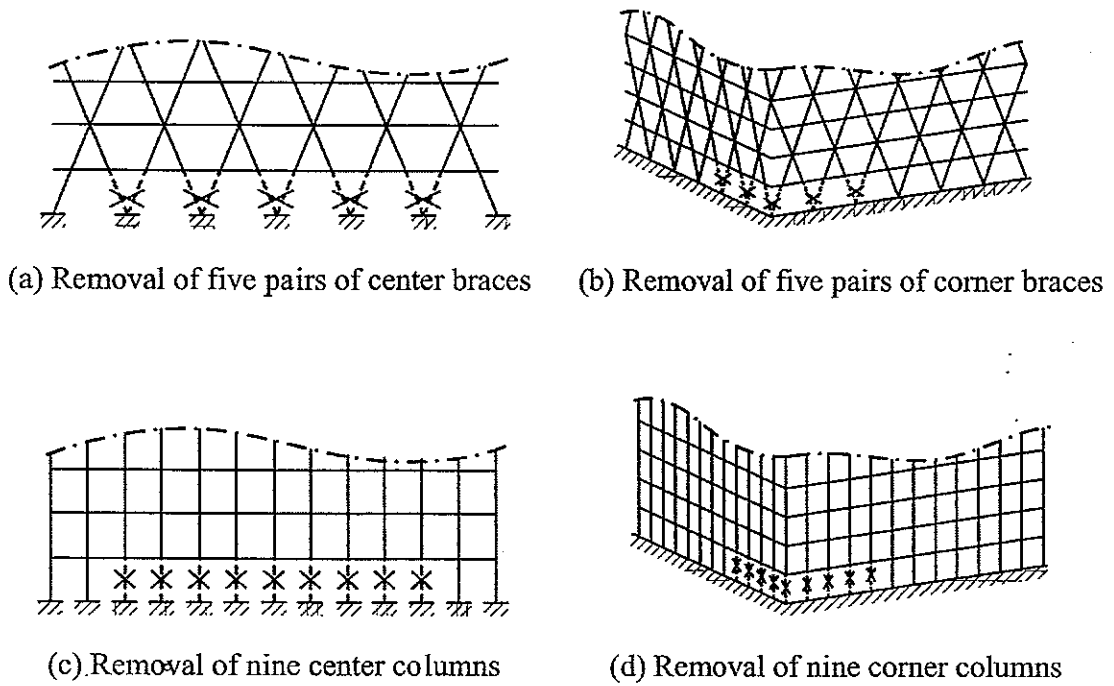 (a) Removal of five pairs of center braces
(b) Removal of five pairs of corner braces
(c) Removal of nine center columns
(d) Removal of nine corner columns